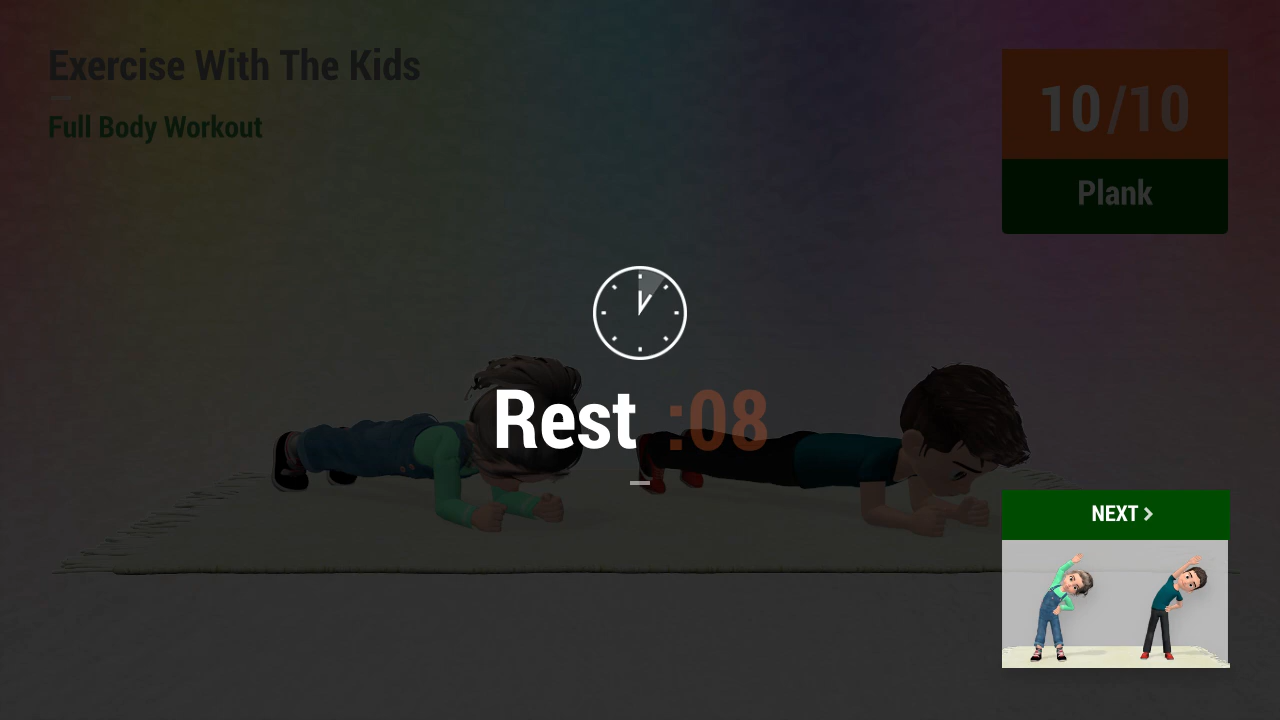 Exercise With The Kids
Full Body Workout
10/10
Plank
Rest :08
NEXT >